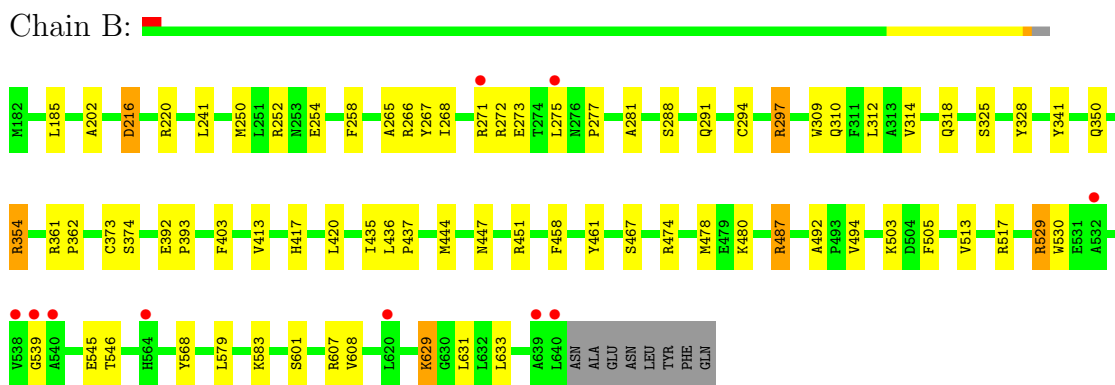 Chain B:
M182 L185 A202 D216 R220 L241 M250 L251 R252 N253 E254 F258 A265 R266 Y267 I268 R271 R272 E273 T274 L275 N276 P277 A281 S288 Q291 C294 R297 W309 Q310 F311 L312 A313 V314 Q318 S325 Y328 Y341 Q350
R354 R361 P362 G373 S374 E392 P393 F403 V413 H417 L420 I435 L436 P437 M444 N447 R451 F458 Y461 S467 R474 M478 E479 K480 R487 A492 P493 V494 K503 D504 F505 V513 R517 R529 W530 E531 A532
V538 G539 A540 E545 T546 H564 Y568 L579 K583 S601 R607 V608 L620 K629 G630 L631 L632 L633 A639 L640 ASN ALA GLU ASN LEU TYR PHE GLN